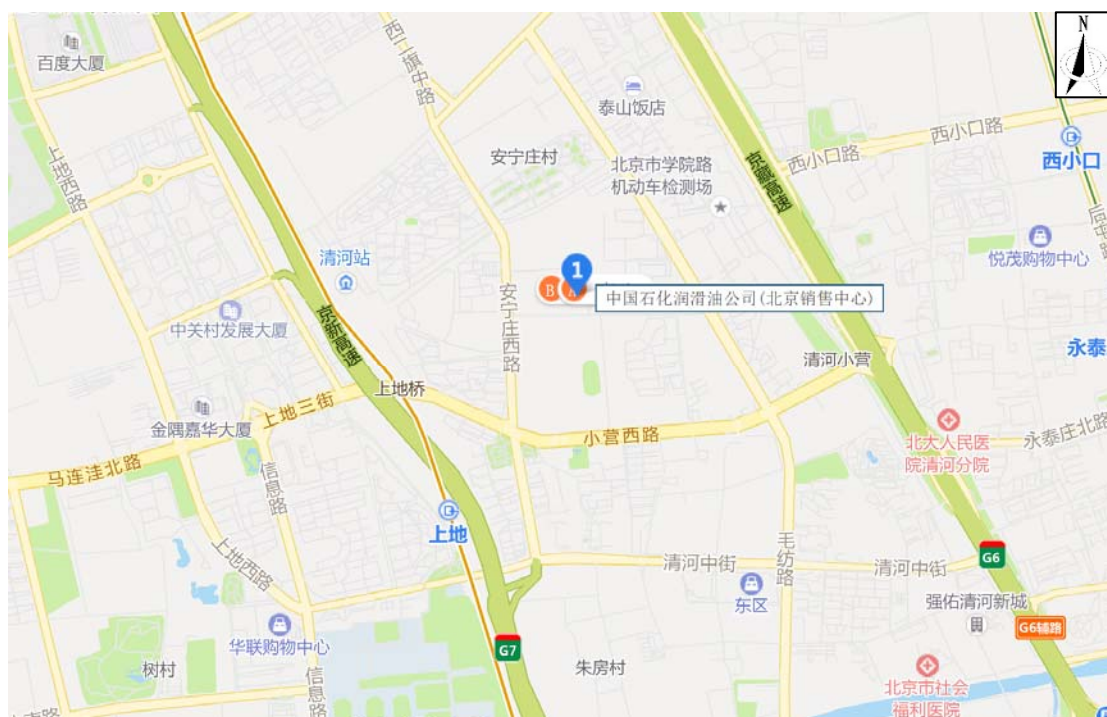 N
百度大厦
西二旗中路
泰山饭店
京藏高速
西小口路
西小口路
西小口
上地西路
安宁庄村
北京市学院路
机动车检测场
后屯路
悦茂购物中心
清河站
1
B
中国石化润滑油公司(北京销售中心)
中关村发展大厦
京新高速
安宁庄西路
永泰
清河小营
上地桥
上地三街
金隅嘉华大厦
小营西路
北大人民医
院清河分院
永泰庄北路
马连洼北路
信息路
上地
毛纺路
上地西路
清河中街
清河中街
G6
东区
强佑清河新城
G6辅路
华联购物中心
G7
树村
朱房村
信息路
北京市社会
福利医院